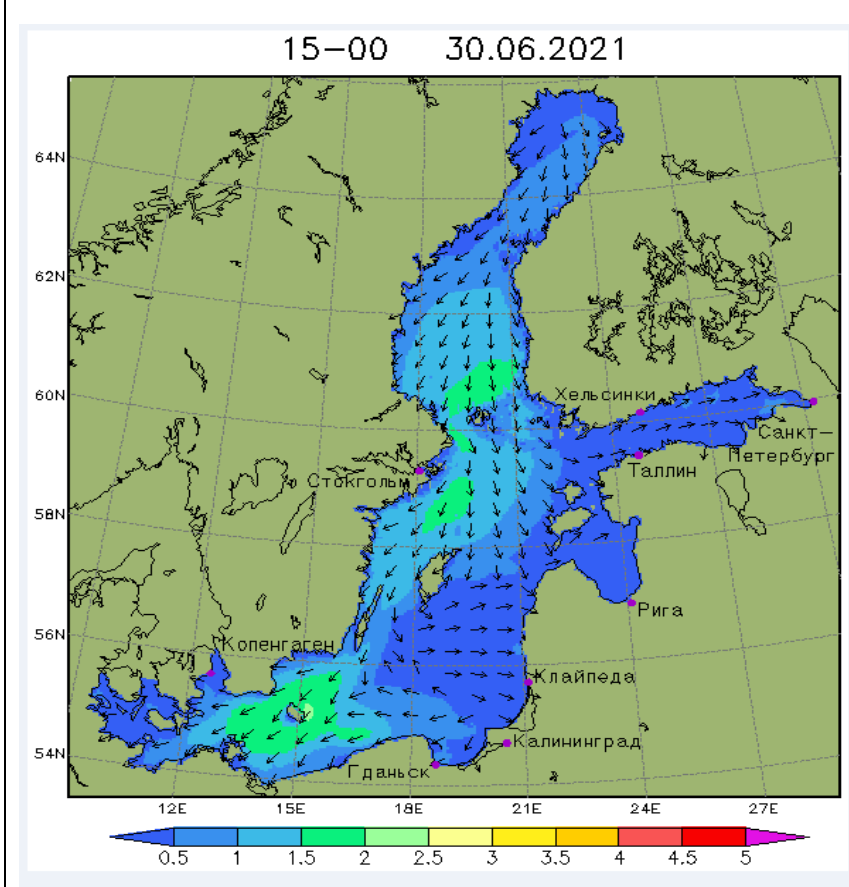 15-00 30.06.2021
64N
62N
60N
Хельсинки
Санкт-
Петербург
Таллин
Стокгольм
58N
Рига
56N
Копенгаген
Клайпеда
54N
Калининград
Гданьск
12E 15E 18E 21E 24E 27E
0.5 1 1.5 2 2.5 3 3.5 4 4.5 5